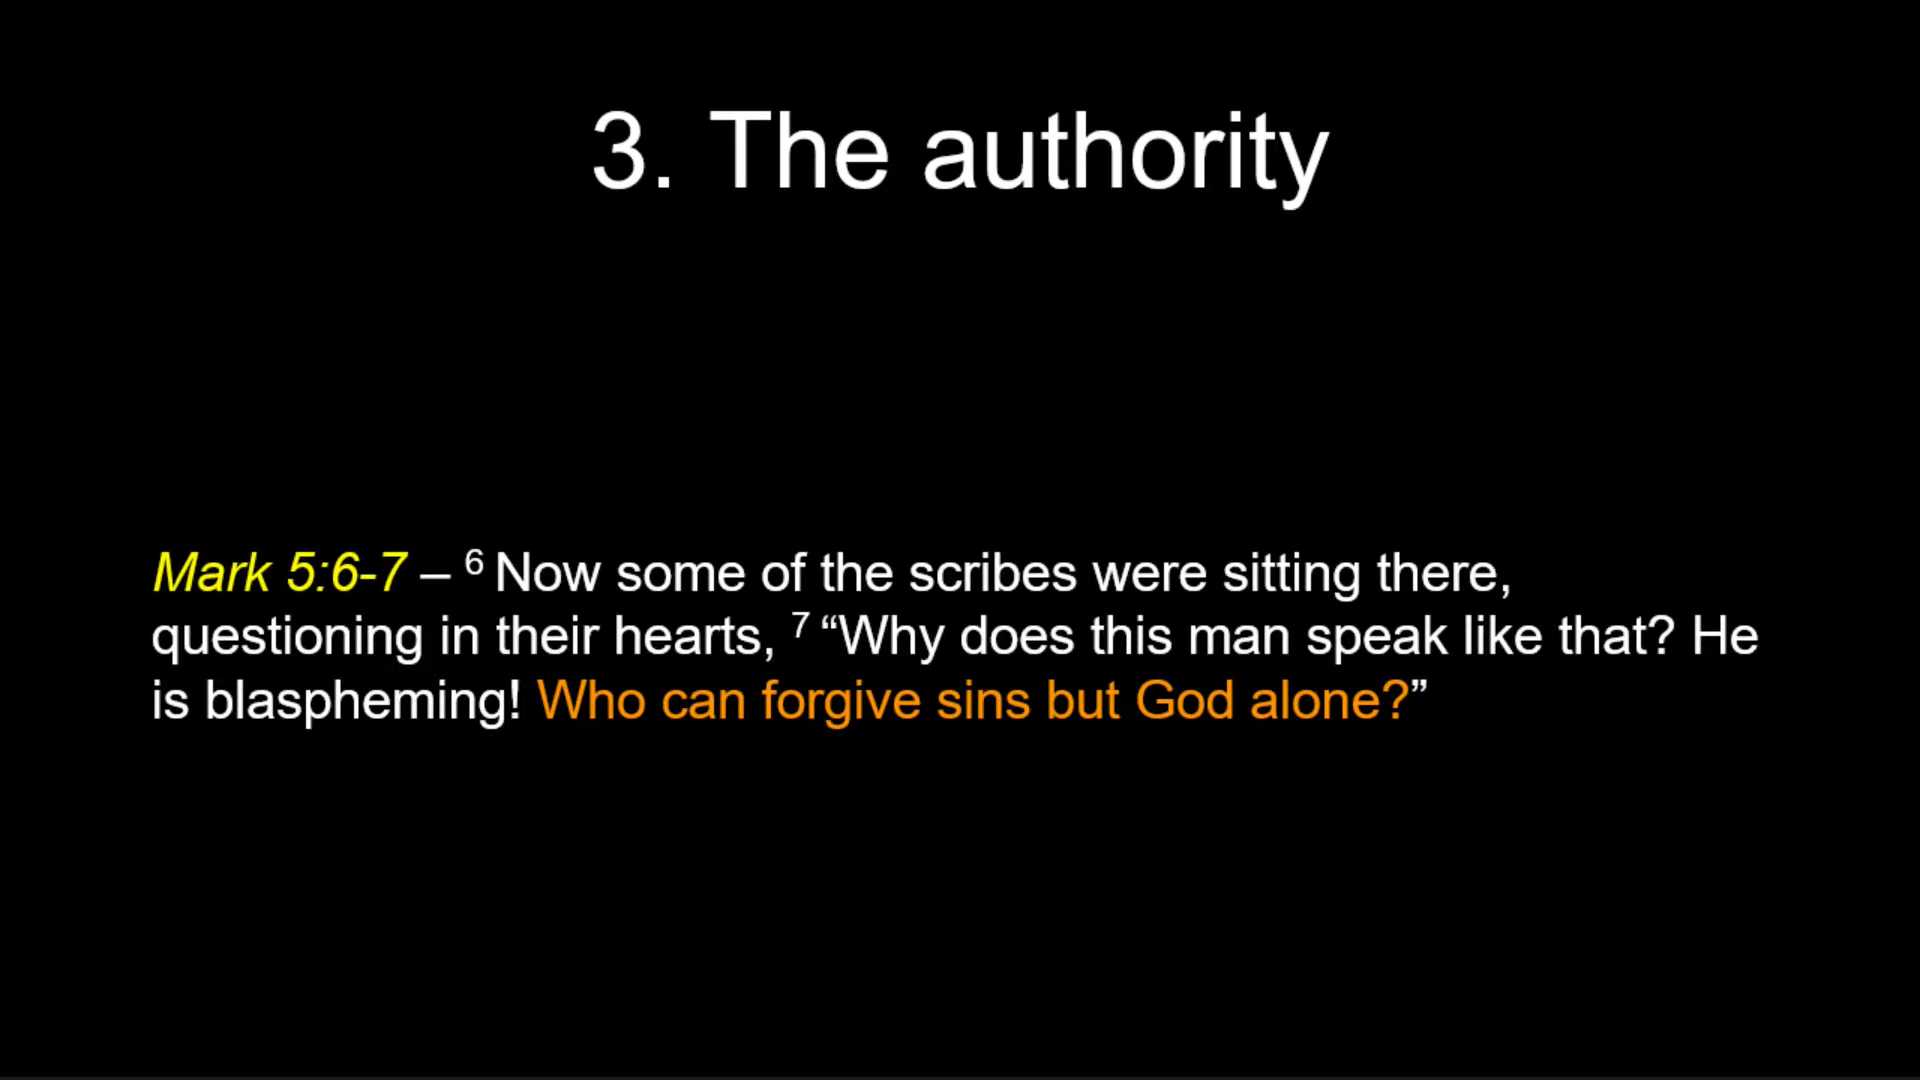 3. The authority
Mark 5:6-7 – 6 Now some of the scribes were sitting there,
questioning in their hearts, 7 “Why does this man speak like that? He
is blaspheming! Who can forgive sins but God alone?”